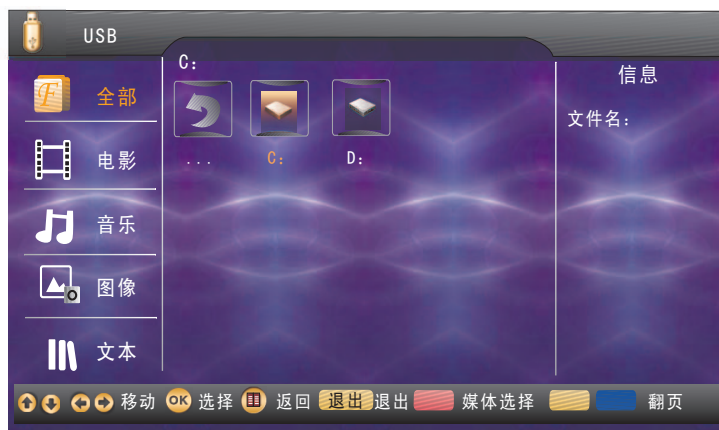 USB
C:
信息
全部
文件名:
... C: D:
电影
音乐
图像
文本
移动 OK 选择 返回 退出 退出 媒体选择 翻页